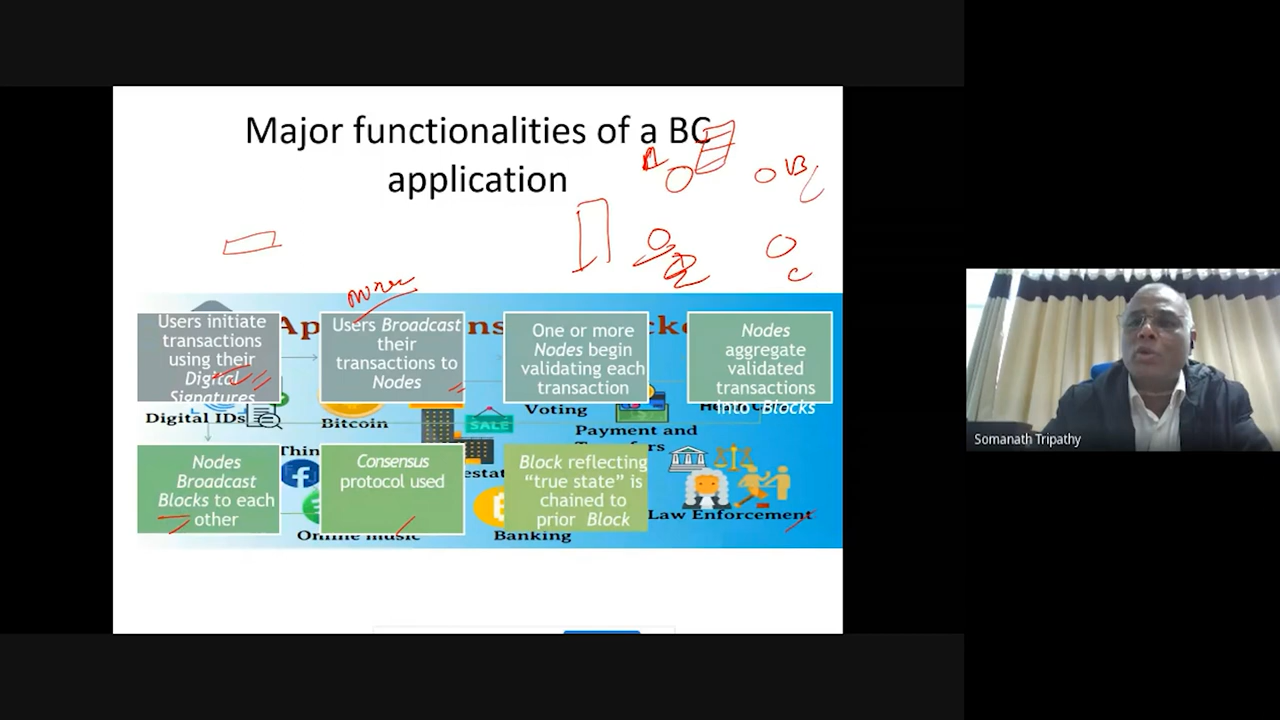 Major functionalities of a BC
application
A
B
C
miner
Users initiate
transactions
using their
Digital
Signatures
Users Broadcast
their
transactions to
Nodes
One or more
Nodes begin
validating each
transaction
Nodes
aggregate
validated
transactions
into Blocks
Digital IDs
Bitcoin
SALE
Voting
Payment and
Nodes
Broadcast
Blocks to each
other
Consensus
protocol used
Block reflecting
“true state” is
chained to
prior Block
Law Enforcement
Online music
Banking
Somanath Tripathy